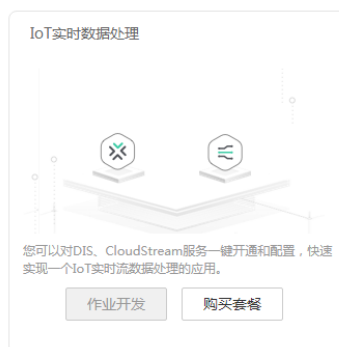 IoT实时数据处理
您可以对DIS、CloudStream服务一键开通和配置，快速
实现一个IoT实时流数据处理的应用。
作业开发
购买套餐